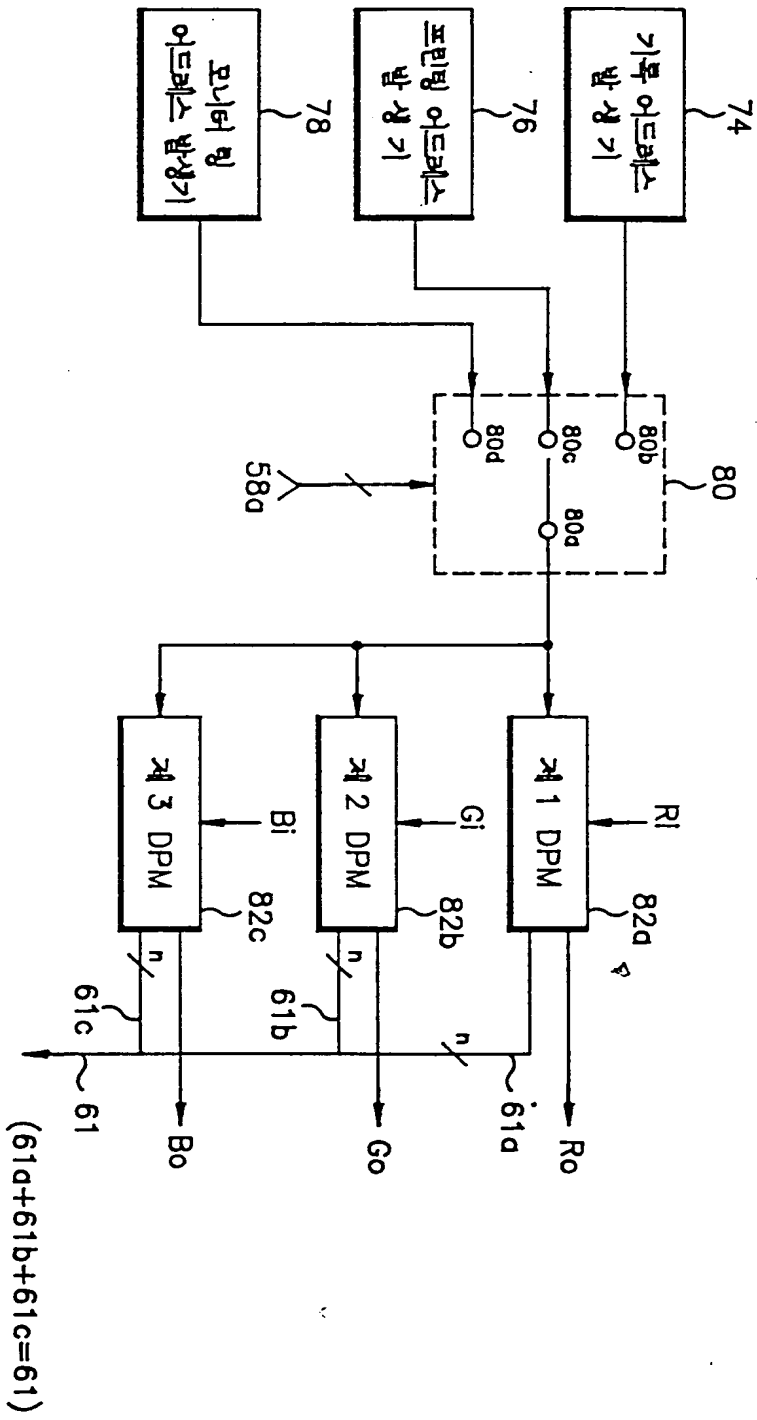 기록 어드레스
발생기
74
프린팅 어드레스
발생기
76
모니터링
어드레스 발생기
78
80
80b
80c
80d
80a
58a
제 1 DPM
RI
82a
n
61a
Ro
제 2 DPM
Gi
82b
n
61b
Go
제 3 DPM
Bi
82c
n
61c
Bo
61
(61a+61b+61c=61)